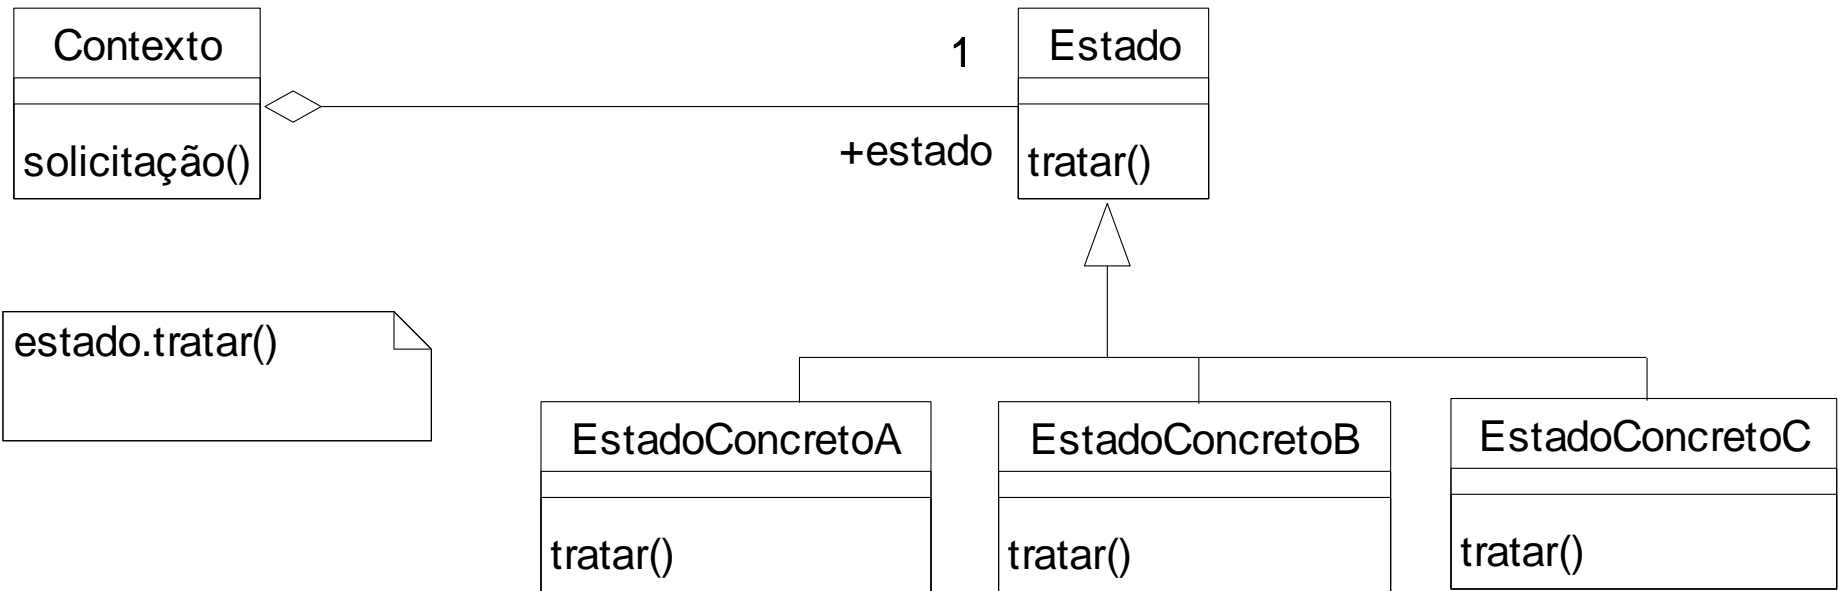 Contexto
solicitação()
1
+estado
Estado
tratar()
estado.tratar()
EstadoConcretoA
tratar()
EstadoConcretoB
tratar()
EstadoConcretoC
tratar()